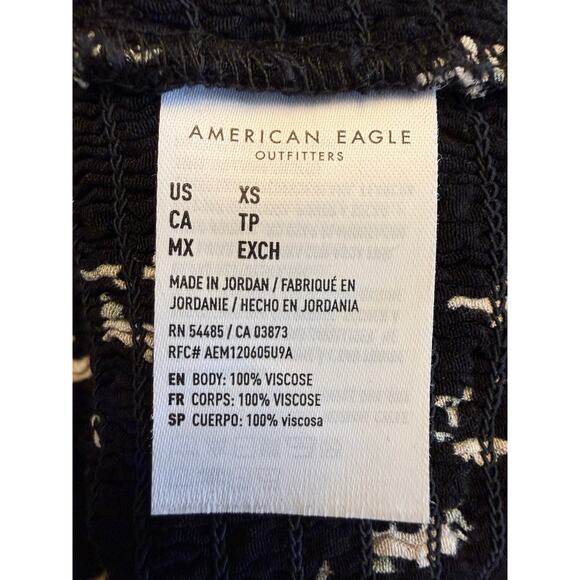 AMERICAN EAGLE
OUTFITTERS
US XS
CA TP
MX EXCH
MADE IN JORDAN / FABRIQUÉ EN
JORDANIE / HECHO EN JORDANIA
RN 54485 / CA 03873
RFC# AEM120605U9A
EN BODY: 100% VISCOSE
FR CORPS: 100% VISCOSE
SP CUERPO: 100% viscosa